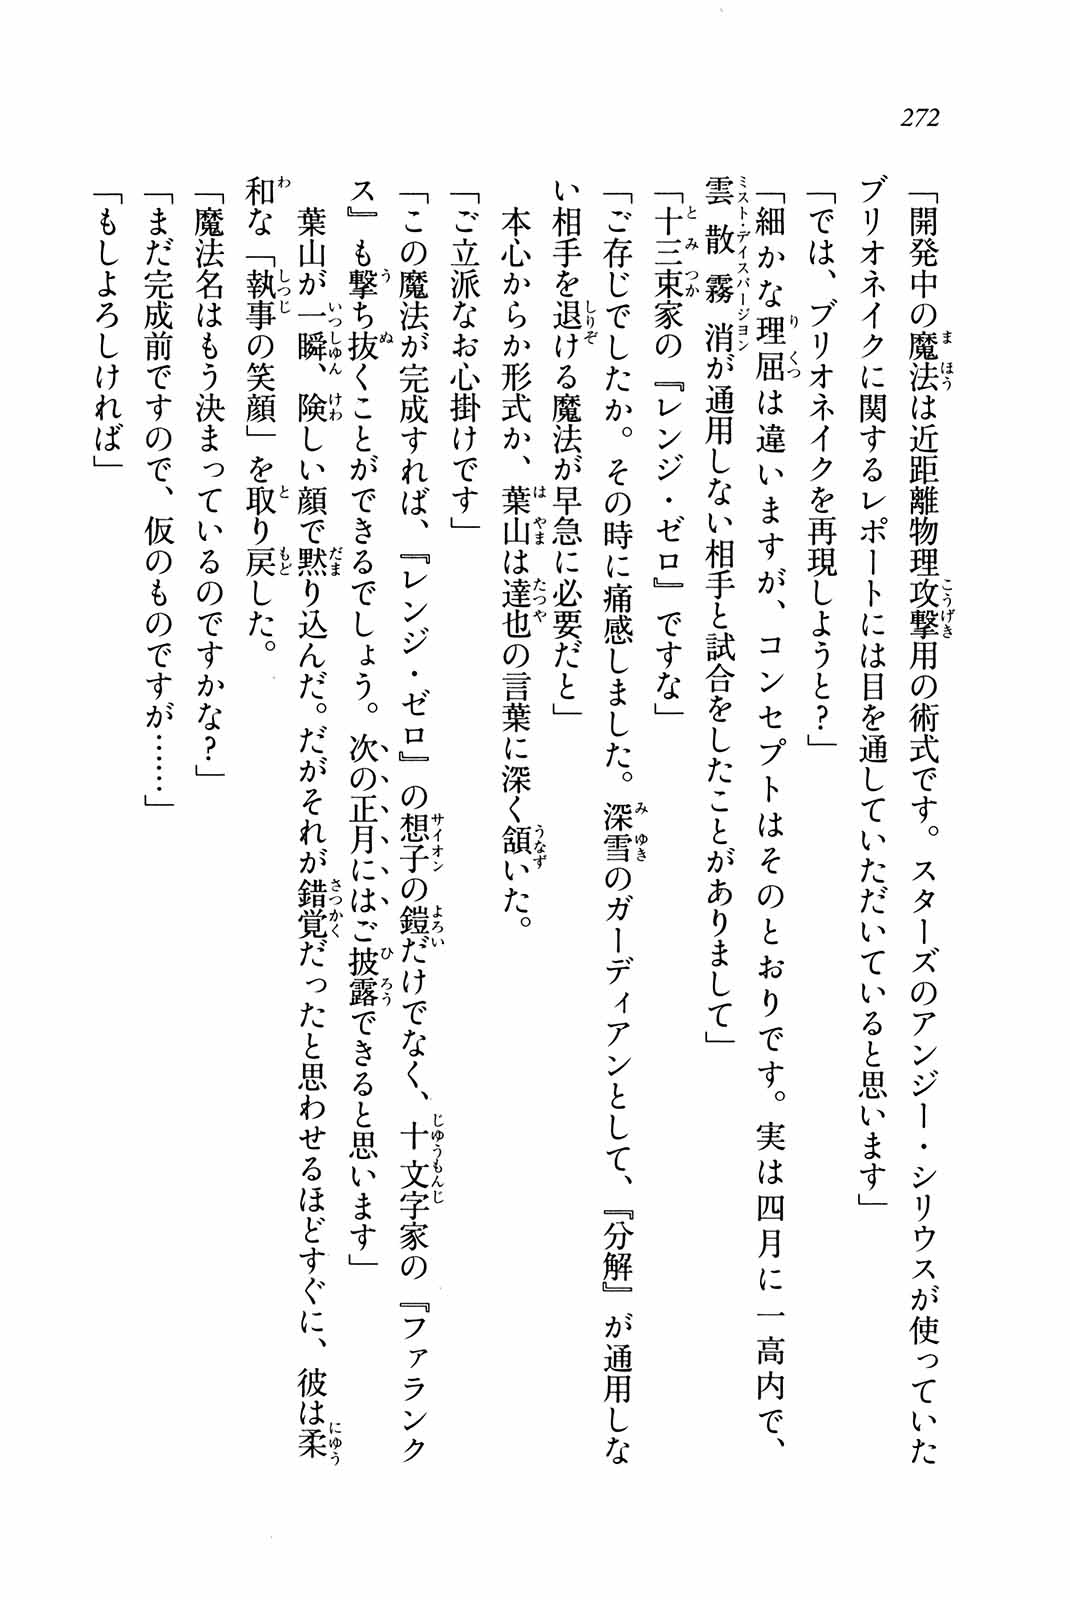 272
「開発中の魔法は近距離物理攻撃用の術式です。スターズのアンジー・シリウスが使っていた
ブリオネイクに関するレポートには目を通していただいていると思います」
「では、ブリオネイクを再現しようと？」
「細かな理屈は違いますが、コンセプトはそのとおりです。実は四月に一高内で、
雲散霧消が通用しない相手と試合をしたことがありまして」
「十三束家の『レンジ・ゼロ』ですな」
「ご存じでしたか。その時に痛感しました。深雪のガーディアンとして、『分解』が通用しな
い相手を退ける魔法が早急に必要だと」
　本心からか形式か、葉山は達也の言葉に深く頷いた。
「ご立派なお心掛けです」
「この魔法が完成すれば、『レンジ・ゼロ』の想子の鎧だけでなく、十文字家の『ファランク
ス』も撃ち抜くことができるでしょう。次の正月にはご披露できると思います」
　葉山が一瞬、険しい顔で黙り込んだ。だがそれが錯覚だったと思わせるほどすぐに、彼は柔
和な「執事の笑顔」を取り戻した。
「魔法名はもう決まっているのですかな？」
「まだ完成前ですので、仮のものですが……」
「もしよろしければ」